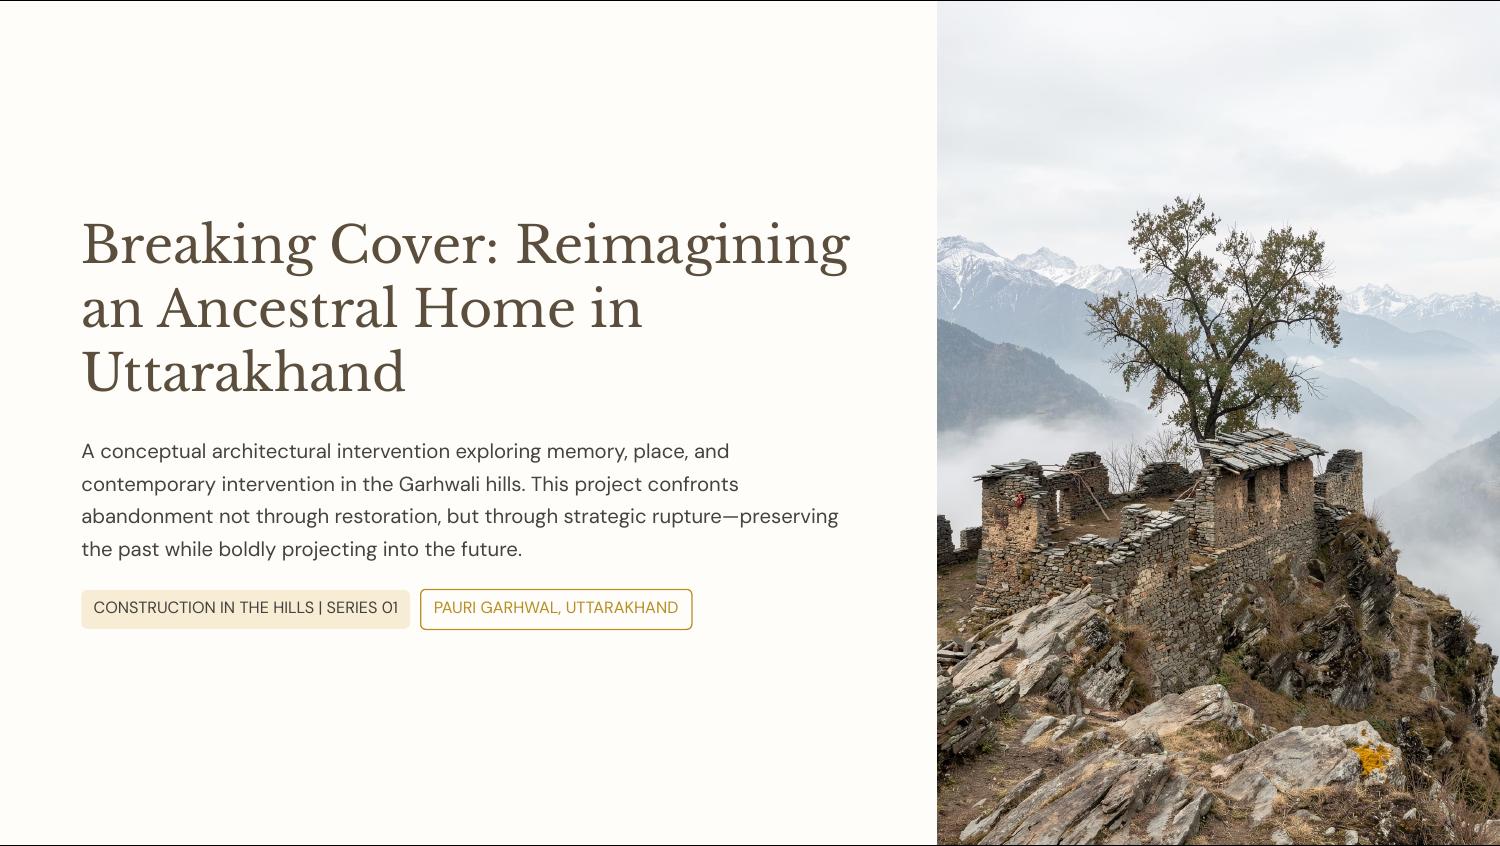 Breaking Cover: Reimagining
an Ancestral Home in
Uttarakhand
A conceptual architectural intervention exploring memory, place, and
contemporary intervention in the Garhwali hills. This project confronts
abandonment not through restoration, but through strategic rupture—preserving
the past while boldly projecting into the future.
CONSTRUCTION IN THE HILLS | SERIES 01
PAURI GARHWAL, UTTARAKHAND